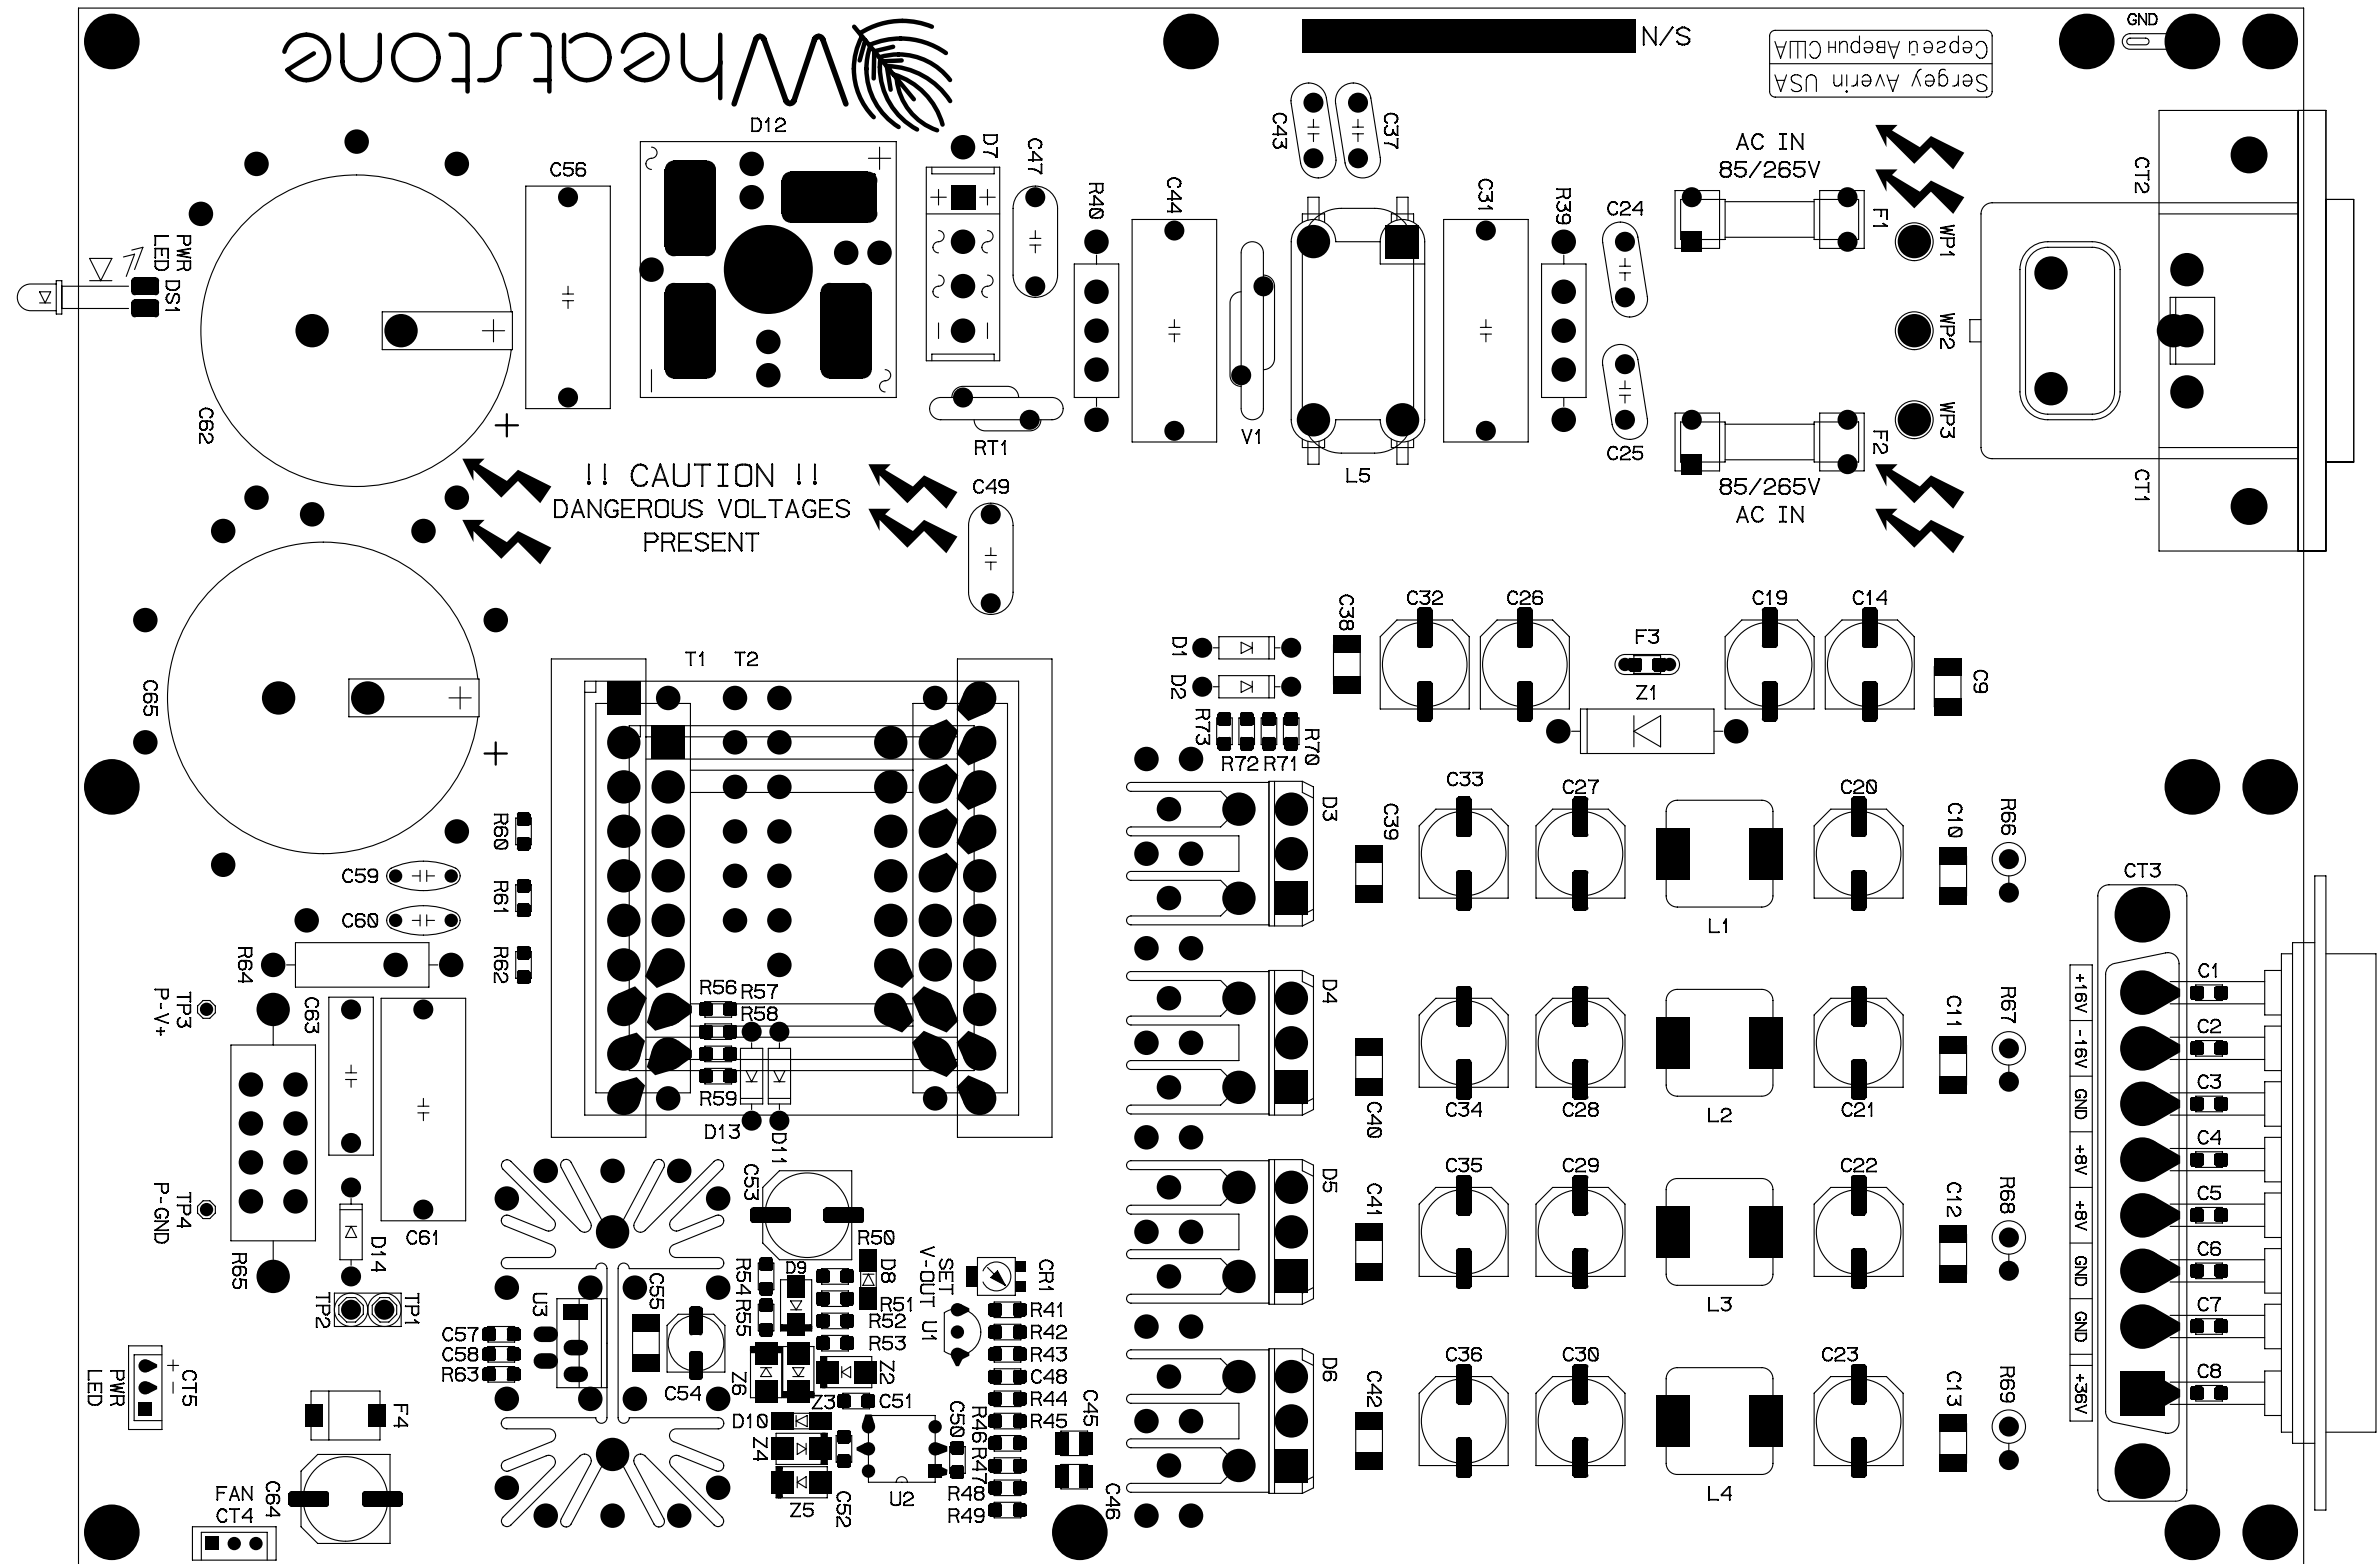 Wheatstone
S/N
Сергей Аверин США
Sergey Averin USA
GND
D12
D7
C47
C56
R40
C44
C43
C37
C31
R39
C24
AC IN
85/265V
F1
WP1
CT2
PWR
LED
DS1
WP2
C62
RT1
V1
L5
C25
F2
WP3
CT1
85/265V
AC IN
!! CAUTION !!
DANGEROUS VOLTAGES
PRESENT
C49
C65
T1
T2
D1
D2
C38
C32
C26
F3
Z1
C19
C14
C9
R73
R72
R71
R70
R60
R61
R62
C59
C60
R64
D3
C39
C33
C27
L1
C20
C10
R66
CT3
TP3
P-V+
C63
R56
R57
R58
R59
D13
D11
D4
C40
C34
C28
L2
C21
C11
R67
+16V
C1
-16V
C2
GND
C3
+8V
C4
+8V
C5
GND
C6
GND
C7
+36V
C8
TP4
P-GND
R65
D14
C61
TP2
TP1
C53
R50
D8
D9
R54
R55
R51
R52
R53
V-OUT
SET
U1
CR1
D5
C41
C35
C29
L3
C22
C12
R68
U3
C55
C57
C58
R63
C54
Z6
Z3
Z2
C51
R41
R42
R43
C48
R44
R45
R46
R47
R48
R49
C45
C46
C50
D10
Z4
Z5
C52
U2
D6
C42
C36
C30
L4
C23
C13
R69
CT5
+
-
PWR
LED
F4
C64
FAN
CT4